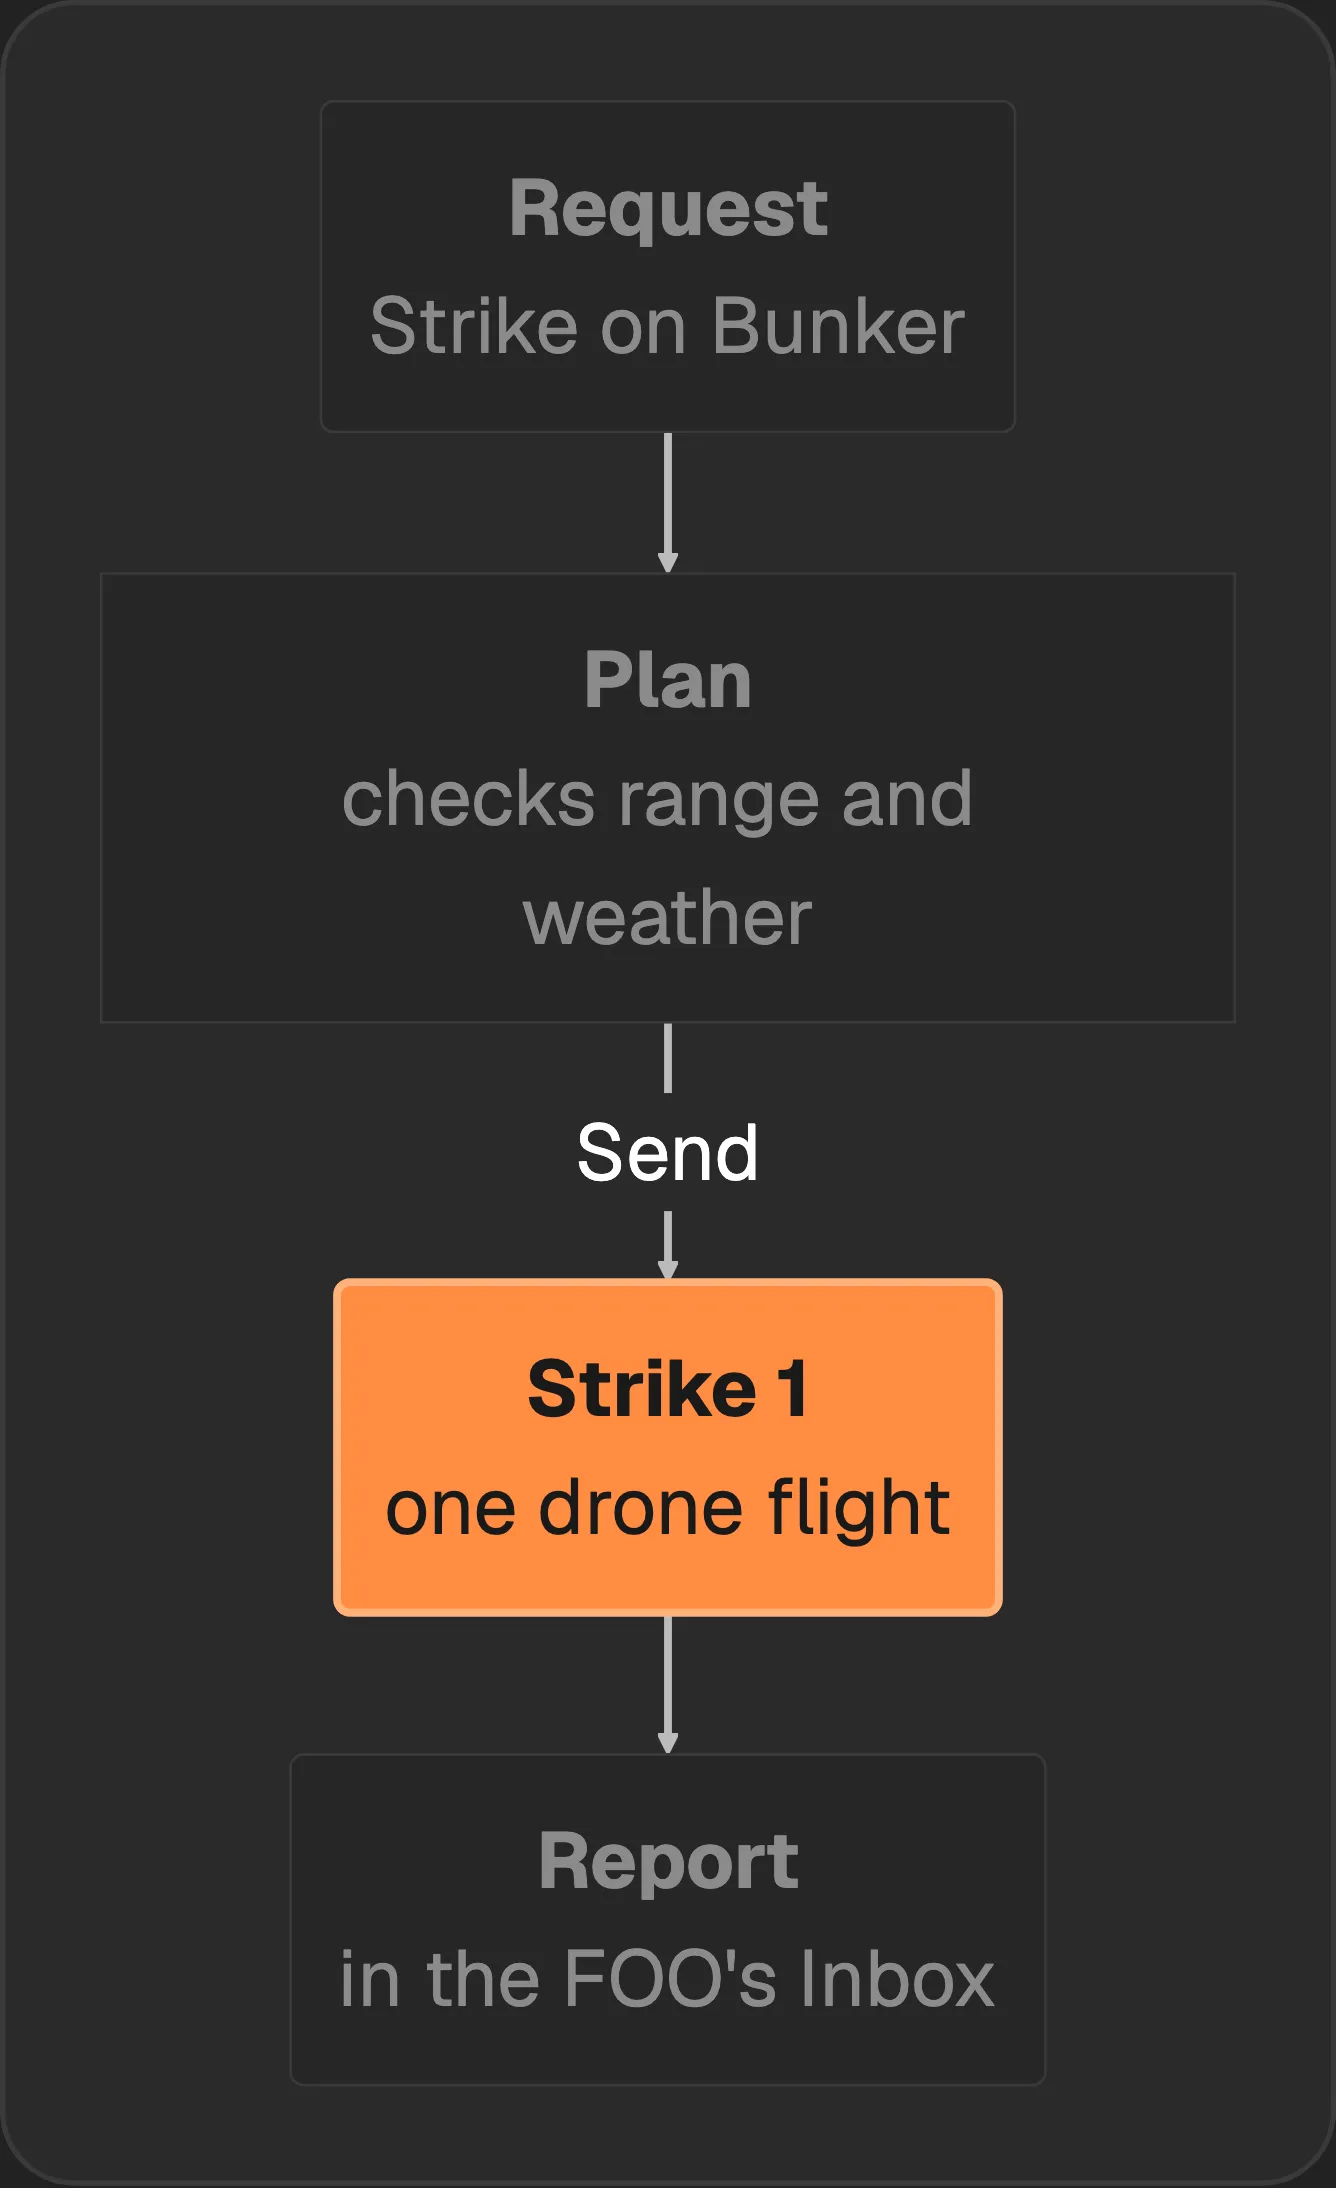 Request
Strike on Bunker
Plan
checks range and
weather
Send
Strike 1
one drone flight
Report
in the FOO's Inbox